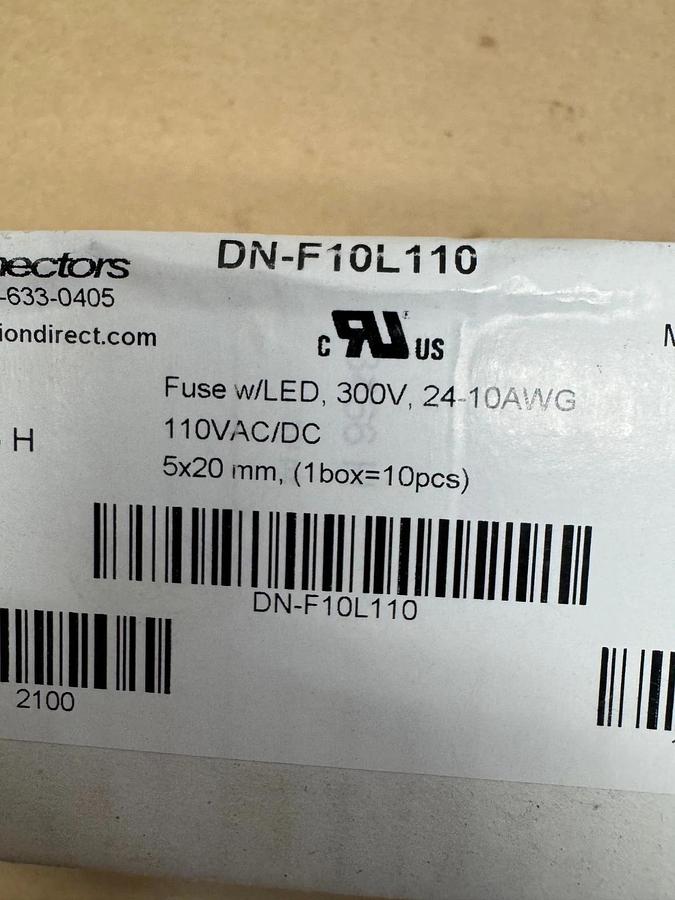 nectors
DN-F10L110
-633-0405
iondirect.com
c RU US
Fuse w/LED, 300V, 24-10AWG
H
110VAC/DC
5x20 mm, (1box=10pcs)
DN-F10L110
2100